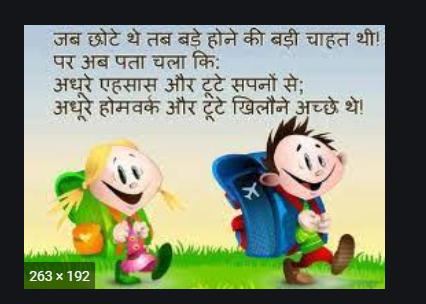 जब छोटे थे तब बड़े होने की बड़ी चाहत थी!
पर अब पता चला कि:
अधूरे एहसास और टूटे सपनों से;
अधूरे होमवर्क और टूटे खिलौने अच्छे थे!
263 × 192